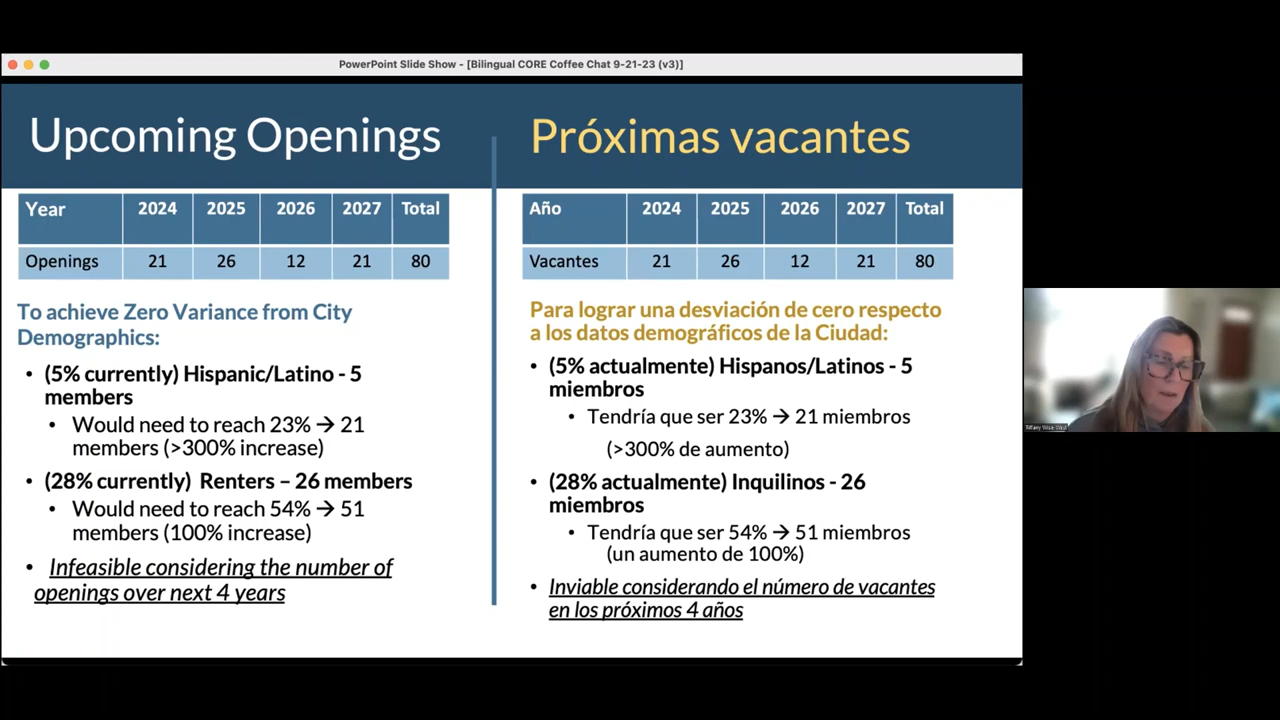 PowerPoint Slide Show - [Bilingual CORE Coffee Chat 9-21-23 (v3)]
Upcoming Openings
Year 2024 2025 2026 2027 Total
Openings 21 26 12 21 80
To achieve Zero Variance from City
Demographics:
• (5% currently) Hispanic/Latino - 5
members
• Would need to reach 23% → 21
members (>300% increase)
• (28% currently) Renters – 26 members
• Would need to reach 54% → 51
members (100% increase)
• Infeasible considering the number of
openings over next 4 years
Próximas vacantes
Año 2024 2025 2026 2027 Total
Vacantes 21 26 12 21 80
Para lograr una desviación de cero respecto
a los datos demográficos de la Ciudad:
• (5% actualmente) Hispanos/Latinos - 5
miembros
• Tendría que ser 23% → 21 miembros
(>300% de aumento)
• (28% actualmente) Inquilinos - 26
miembros
• Tendría que ser 54% → 51 miembros
(un aumento de 100%)
• Inviable considerando el número de vacantes
en los próximos 4 años
Tiffany Wise-West